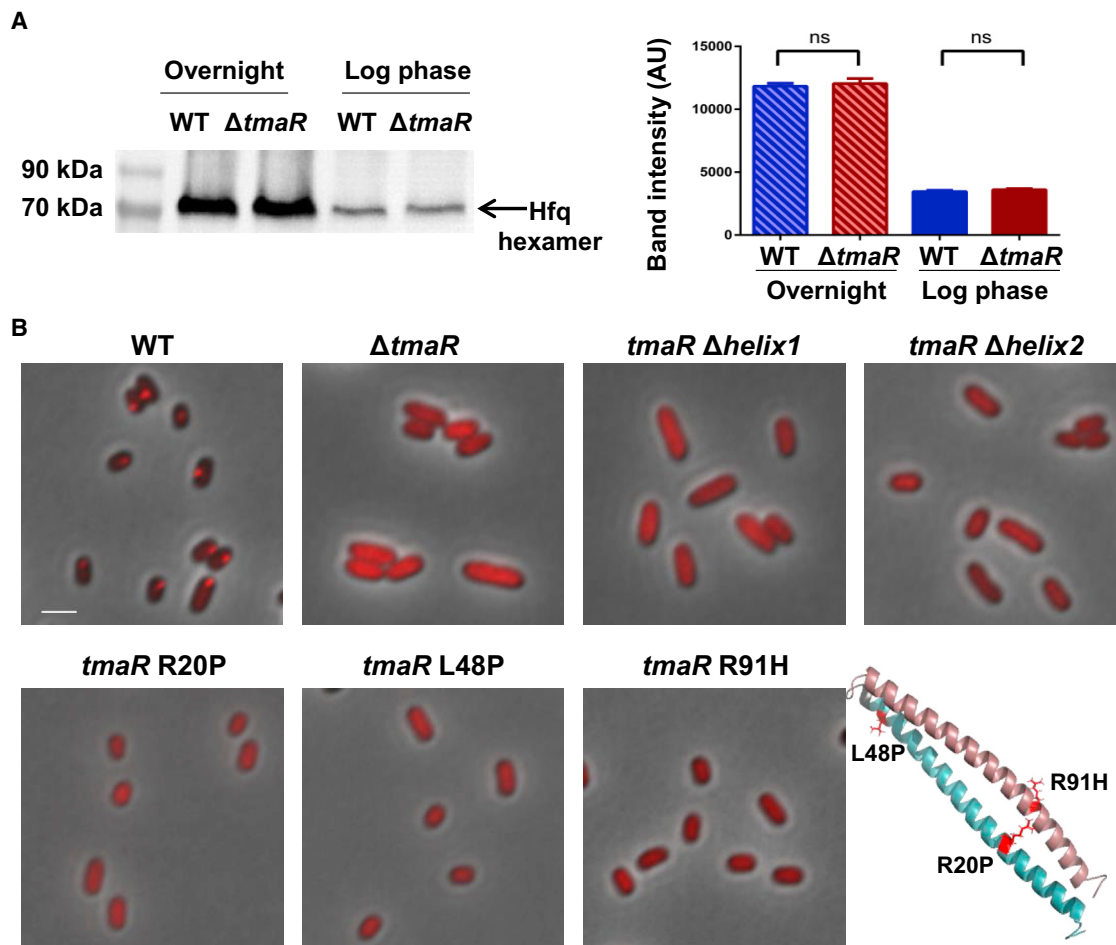 A
Overnight Log phase
WT ΔtmaR WT ΔtmaR
90 kDa
70 kDa
Hfq
hexamer
Band intensity (AU)
15000
10000
5000
0
ns ns
WT ΔtmaR WT ΔtmaR
Overnight Log phase
B
WT ΔtmaR tmaR Δhelix1 tmaR Δhelix2
tmaR R20P tmaR L48P tmaR R91H
L48P
R91H
R20P